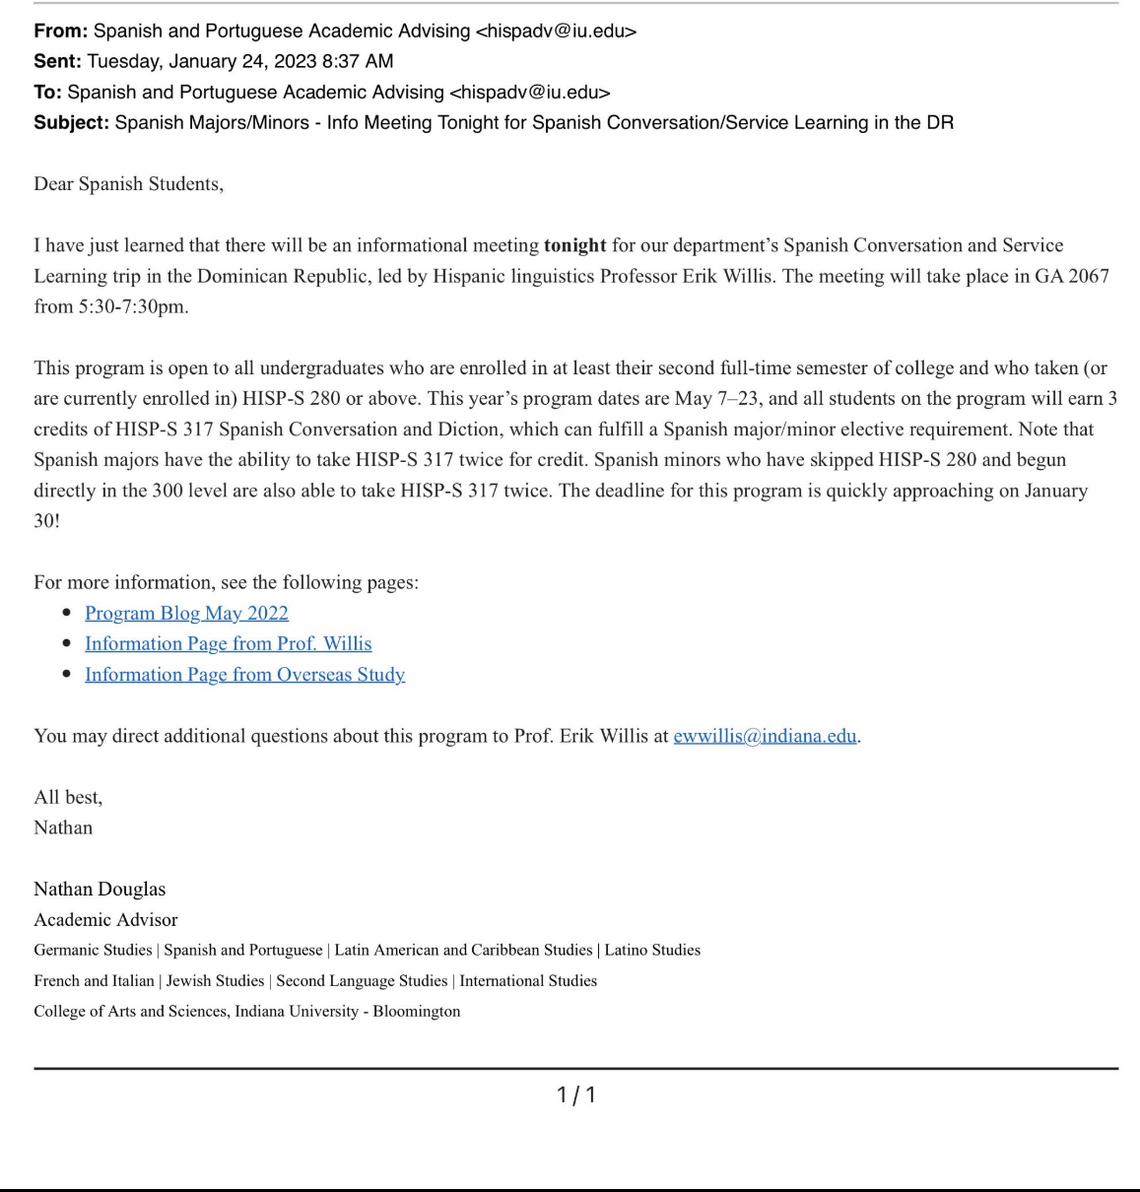 From: Spanish and Portuguese Academic Advising <hispadv@iu.edu>
Sent: Tuesday, January 24, 2023 8:37 AM
To: Spanish and Portuguese Academic Advising <hispadv@iu.edu>
Subject: Spanish Majors/Minors - Info Meeting Tonight for Spanish Conversation/Service Learning in the DR
Dear Spanish Students,
I have just learned that there will be an informational meeting tonight for our department’s Spanish Conversation and Service
Learning trip in the Dominican Republic, led by Hispanic linguistics Professor Erik Willis. The meeting will take place in GA 2067
from 5:30-7:30pm.
This program is open to all undergraduates who are enrolled in at least their second full-time semester of college and who taken (or
are currently enrolled in) HISP-S 280 or above. This year’s program dates are May 7–23, and all students on the program will earn 3
credits of HISP-S 317 Spanish Conversation and Diction, which can fulfill a Spanish major/minor elective requirement. Note that
Spanish majors have the ability to take HISP-S 317 twice for credit. Spanish minors who have skipped HISP-S 280 and begun
directly in the 300 level are also able to take HISP-S 317 twice. The deadline for this program is quickly approaching on January
30!
For more information, see the following pages:
• Program Blog May 2022
• Information Page from Prof. Willis
• Information Page from Overseas Study
You may direct additional questions about this program to Prof. Erik Willis at ewwillis@indiana.edu.
All best,
Nathan
Nathan Douglas
Academic Advisor
Germanic Studies | Spanish and Portuguese | Latin American and Caribbean Studies | Latino Studies
French and Italian | Jewish Studies | Second Language Studies | International Studies
College of Arts and Sciences, Indiana University - Bloomington
1 / 1